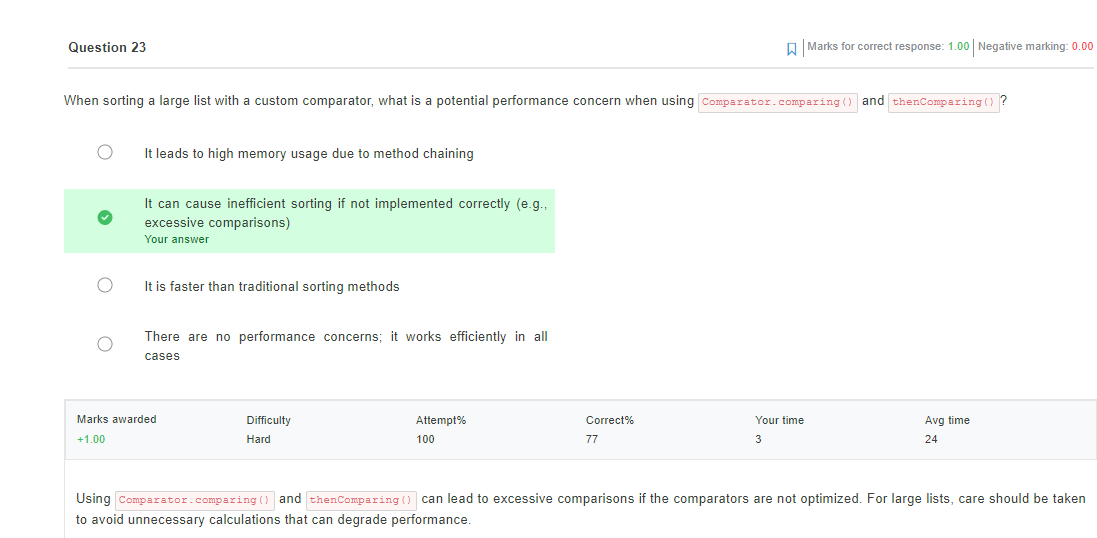 Question 23
Marks for correct response: 1.00 Negative marking: 0.00
When sorting a large list with a custom comparator, what is a potential performance concern when using Comparator.comparing() and thenComparing()?
It leads to high memory usage due to method chaining
It can cause inefficient sorting if not implemented correctly (e.g.,
excessive comparisons)
Your answer
It is faster than traditional sorting methods
There are no performance concerns; it works efficiently in all
cases
Marks awarded Difficulty Attempt% Correct% Your time Avg time
+1.00 Hard 100 77 3 24
Using Comparator.comparing() and thenComparing() can lead to excessive comparisons if the comparators are not optimized. For large lists, care should be taken
to avoid unnecessary calculations that can degrade performance.